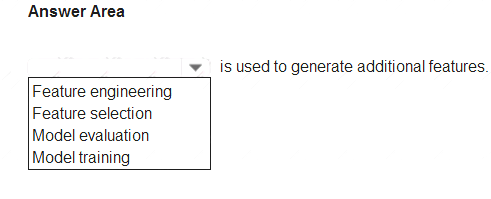 Answer Area
is used to generate additional features.
Feature engineering
Feature selection
Model evaluation
Model training